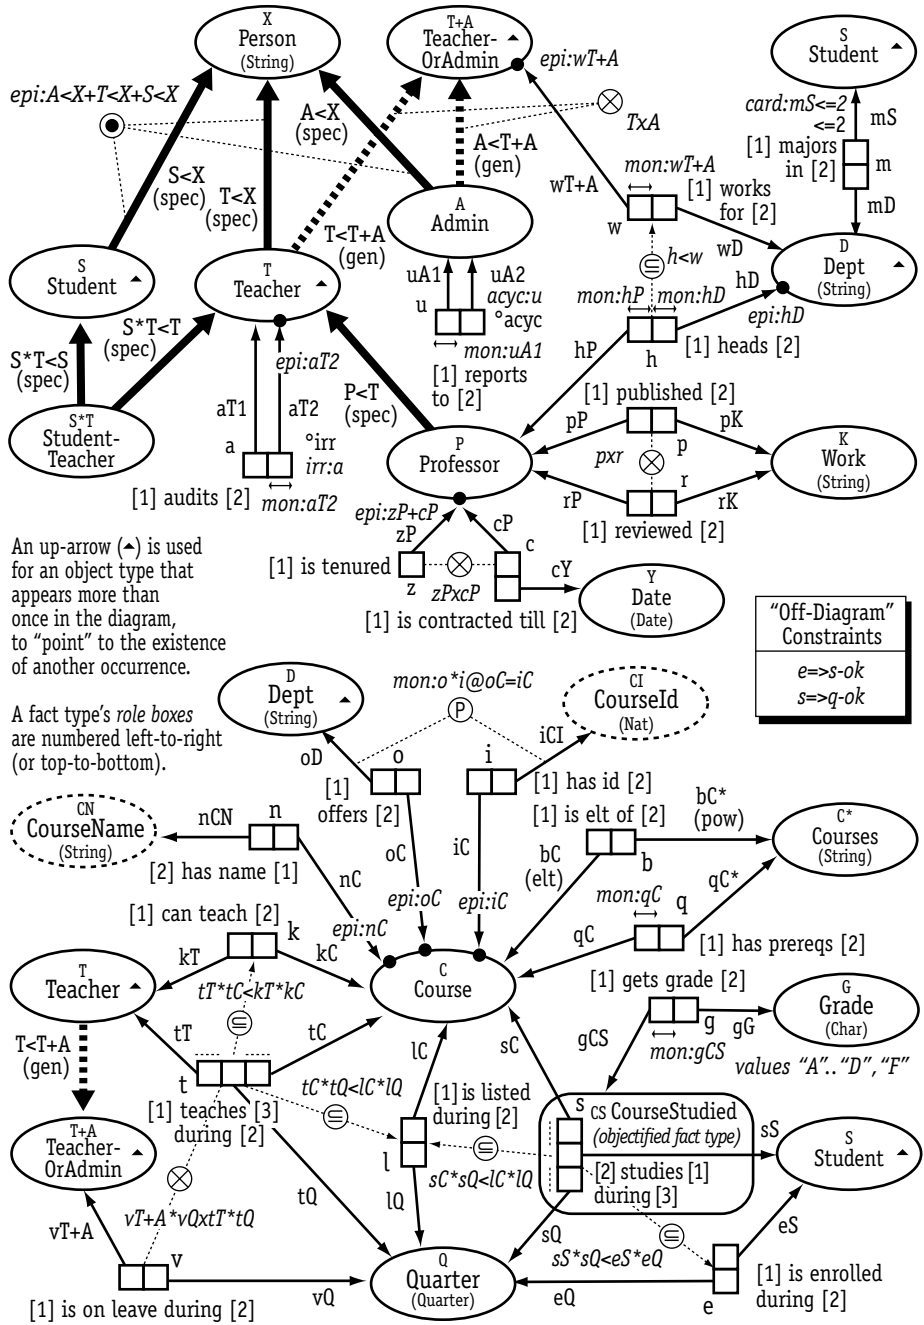 X
Person
(String)
T+A
Teacher-
OrAdmin
S
Student
epi:A<X+T<X+S<X
epi:wT+A
TxA
card:mS<=2
<=2
mS
[1] majors
in [2]
m
mD
A<X
(spec)
A<T+A
(gen)
S<X
(spec)
T<X
(spec)
T<T+A
(gen)
wT+A
mon:wT+A
[1] works
for [2]
w
wD
h<w
A
Admin
D
Dept
(String)
S
Student
T
Teacher
uA1
uA2
u
acyc:u
°acyc
mon:uA1
[1] reports
to [2]
mon:hP
mon:hD
hD
epi:hD
hP
h
[1] heads [2]
S*T<S
(spec)
S*T<T
(spec)
epi:aT2
aT1
aT2
P<T
(spec)
S*T
Student-
Teacher
a
°irr
irr:a
[1] audits [2]
mon:aT2
P
Professor
[1] published [2]
pP
pK
p
pxr
r
rP
rK
[1] reviewed [2]
K
Work
(String)
epi:zP+cP
zP
cP
c
[1] is tenured
z
zPxcP
cY
[1] is contracted till [2]
Y
Date
(Date)
An up-arrow () is used
for an object type that
appears more than
once in the diagram,
to “point” to the existence
of another occurrence.
A fact type’s role boxes
are numbered left-to-right
(or top-to-bottom).
“Off-Diagram”
Constraints
e=>s-ok
s=>q-ok
D
Dept
(String)
mon:o*i@oC=iC
P
CI
CourseId
(Nat)
oD
o
i
iCI
[1]
offers [2]
[1] has id [2]
CN
CourseName
(String)
nCN
n
[2] has name [1]
nC
oC
iC
[1] is elt of [2]
b
bC*
(pow)
bC
(elt)
C*
Courses
(String)
epi:nC
epi:oC
epi:iC
mon:qC
q
qC*
qC
[1] has prereqs [2]
[1] can teach [2]
k
kT
kC
T
Teacher
C
Course
tT*tC<kT*kC
[1] gets grade [2]
g
gG
gCS
mon:gCS
G
Grade
(Char)
values “A”..“D”,“F”
T<T+A
(gen)
tT
tC
t
[1] teaches [3]
during [2]
tC*tQ<lC*lQ
lC
sC
[1] is listed
during [2]
l
s
CS CourseStudied
(objectified fact type)
sS
[2] studies [1]
during [3]
S
Student
T+A
Teacher-
OrAdmin
sC*sQ<lC*lQ
vT+A
vT+A*vQxtT*tQ
tQ
lQ
sQ
sS*sQ<eS*eQ
eS
v
vQ
[1] is on leave during [2]
Q
Quarter
(Quarter)
eQ
e
[1] is enrolled
during [2]